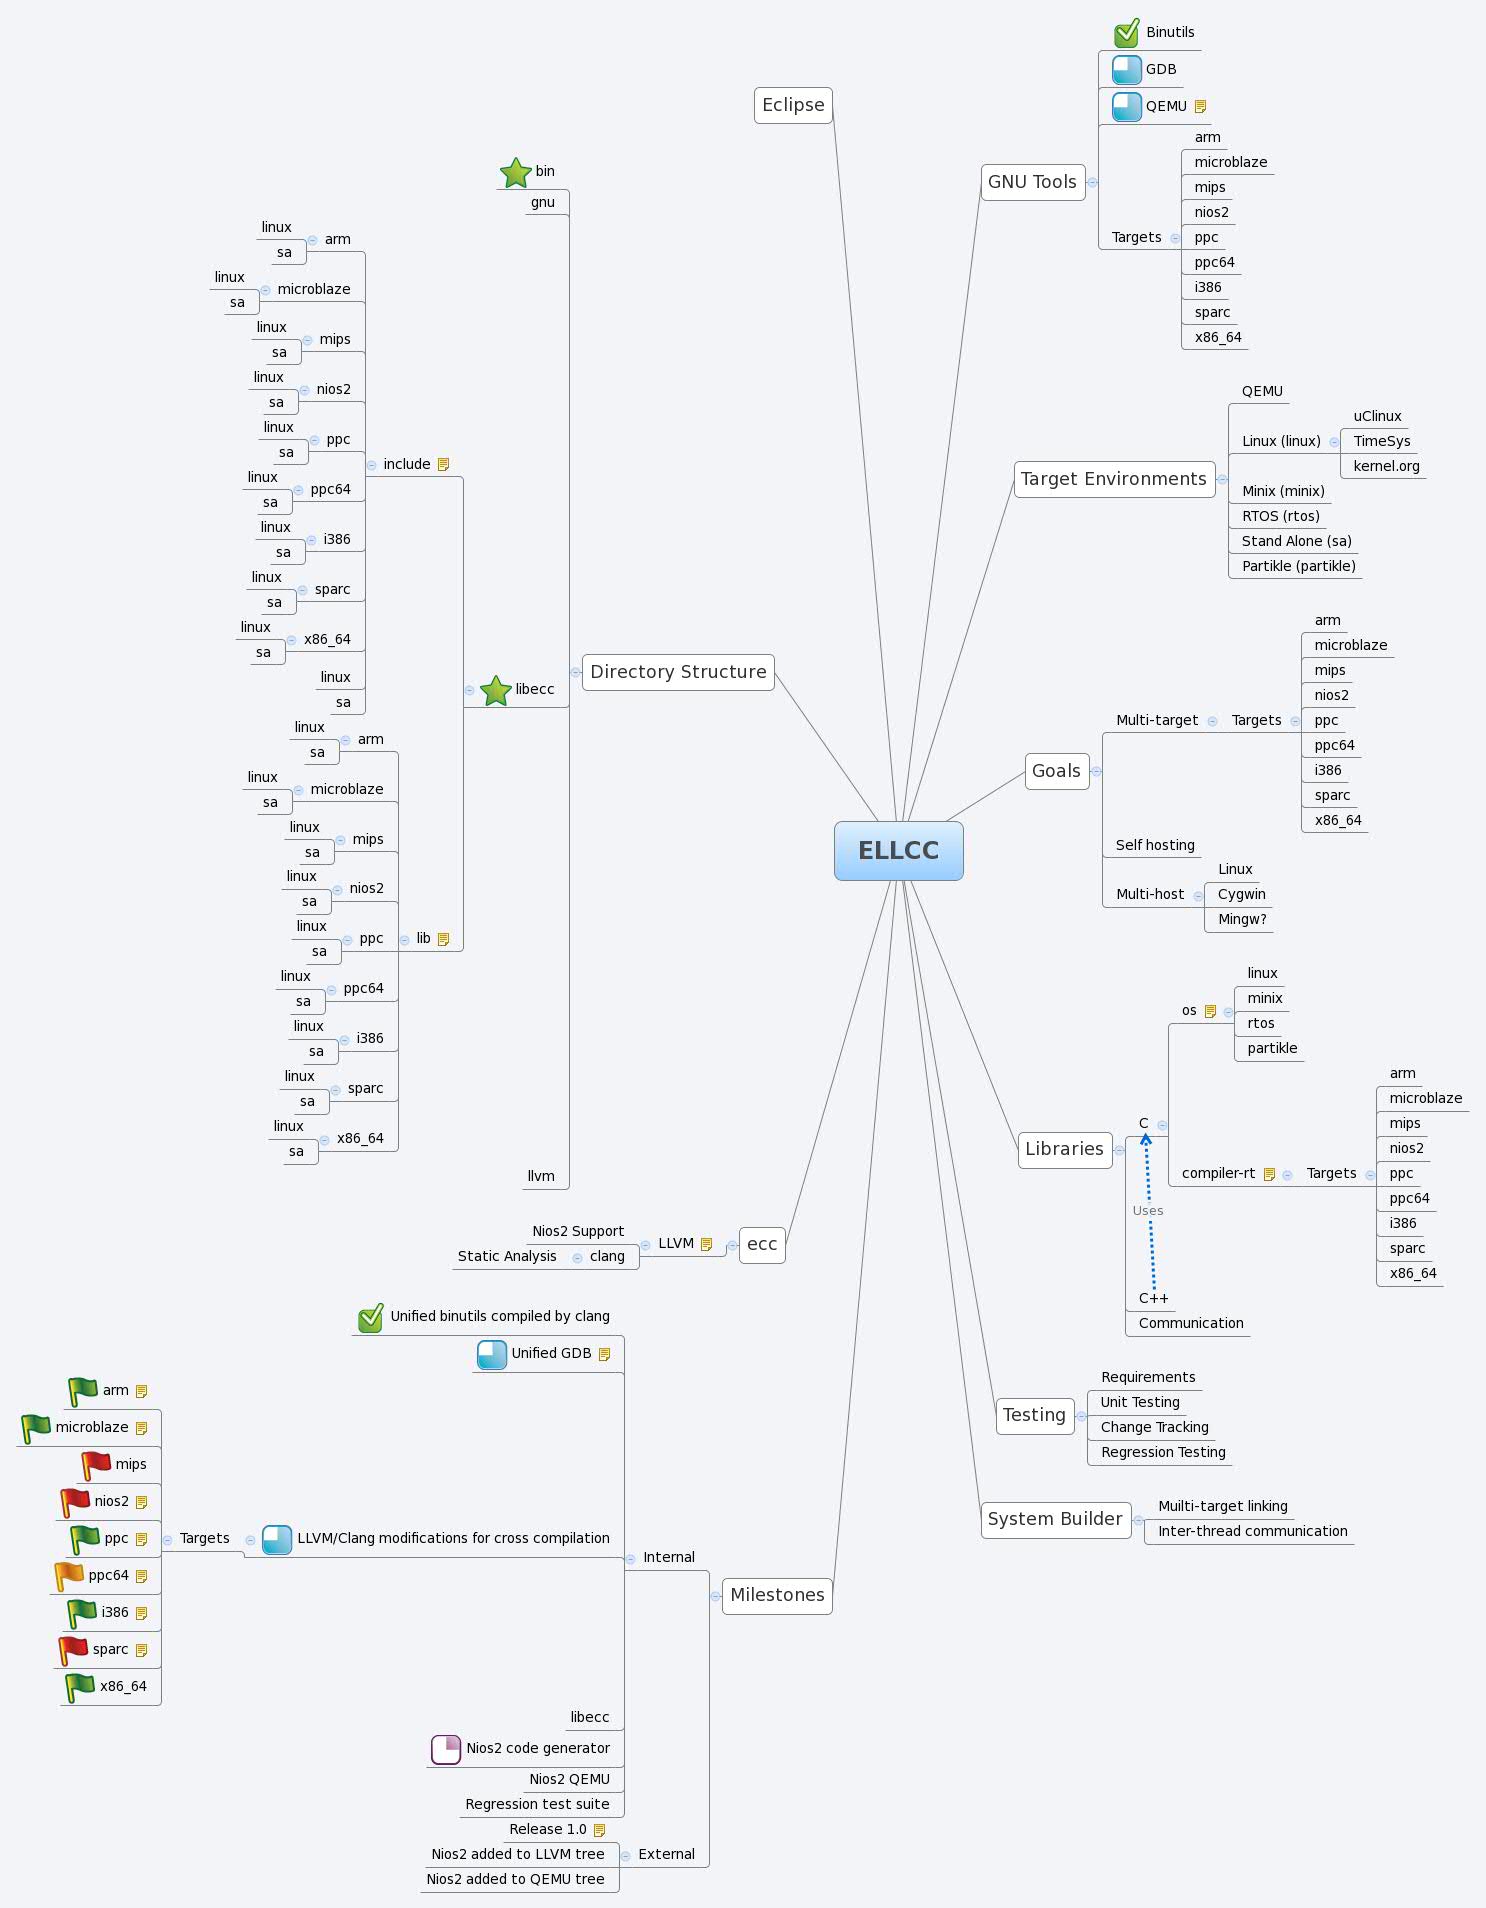 ELLCC
Eclipse
GNU Tools
Binutils
GDB
QEMU
Targets
arm
microblaze
mips
nios2
ppc
ppc64
i386
sparc
x86_64
Target Environments
QEMU
Linux (linux)
uClinux
TimeSys
kernel.org
Minix (minix)
RTOS (rtos)
Stand Alone (sa)
Partikle (partikle)
Goals
Multi-target
Targets
arm
microblaze
mips
nios2
ppc
ppc64
i386
sparc
x86_64
Self hosting
Multi-host
Linux
Cygwin
Mingw?
Libraries
C
os
linux
minix
rtos
partikle
compiler-rt
Targets
arm
microblaze
mips
nios2
ppc
ppc64
i386
sparc
x86_64
Uses
C++
Communication
Testing
Requirements
Unit Testing
Change Tracking
Regression Testing
System Builder
Muilti-target linking
Inter-thread communication
Directory Structure
bin
gnu
libecc
include
arm
linux
sa
microblaze
linux
sa
mips
linux
sa
nios2
linux
sa
ppc
linux
sa
ppc64
linux
sa
i386
linux
sa
sparc
linux
sa
x86_64
linux
sa
linux
sa
lib
arm
linux
sa
microblaze
linux
sa
mips
linux
sa
nios2
linux
sa
ppc
linux
sa
ppc64
linux
sa
i386
linux
sa
sparc
linux
sa
x86_64
linux
sa
llvm
ecc
LLVM
Nios2 Support
clang
Static Analysis
Milestones
Internal
Unified binutils compiled by clang
Unified GDB
LLVM/Clang modifications for cross compilation
Targets
arm
microblaze
mips
nios2
ppc
ppc64
i386
sparc
x86_64
libecc
Nios2 code generator
Nios2 QEMU
Regression test suite
External
Release 1.0
Nios2 added to LLVM tree
Nios2 added to QEMU tree